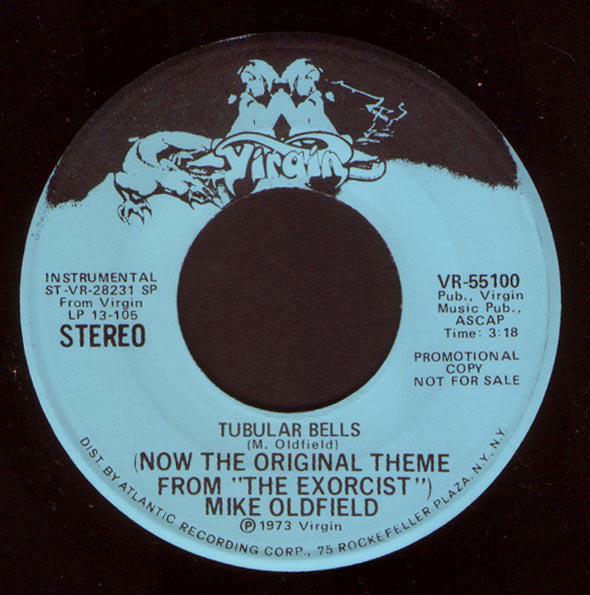 Virgin
INSTRUMENTAL
ST-VR-28231 SP
From Virgin
LP 13-105
STEREO
VR-55100
Pub., Virgin
Music Pub.,
ASCAP
Time: 3:18
PROMOTIONAL
COPY
NOT FOR SALE
TUBULAR BELLS
(M. Oldfield)
(NOW THE ORIGINAL THEME
FROM "THE EXORCIST")
MIKE OLDFIELD
Ⓟ 1973 Virgin
DIST. BY ATLANTIC RECORDING CORP., 75 ROCKEFELLER PLAZA, N.Y. N.Y.